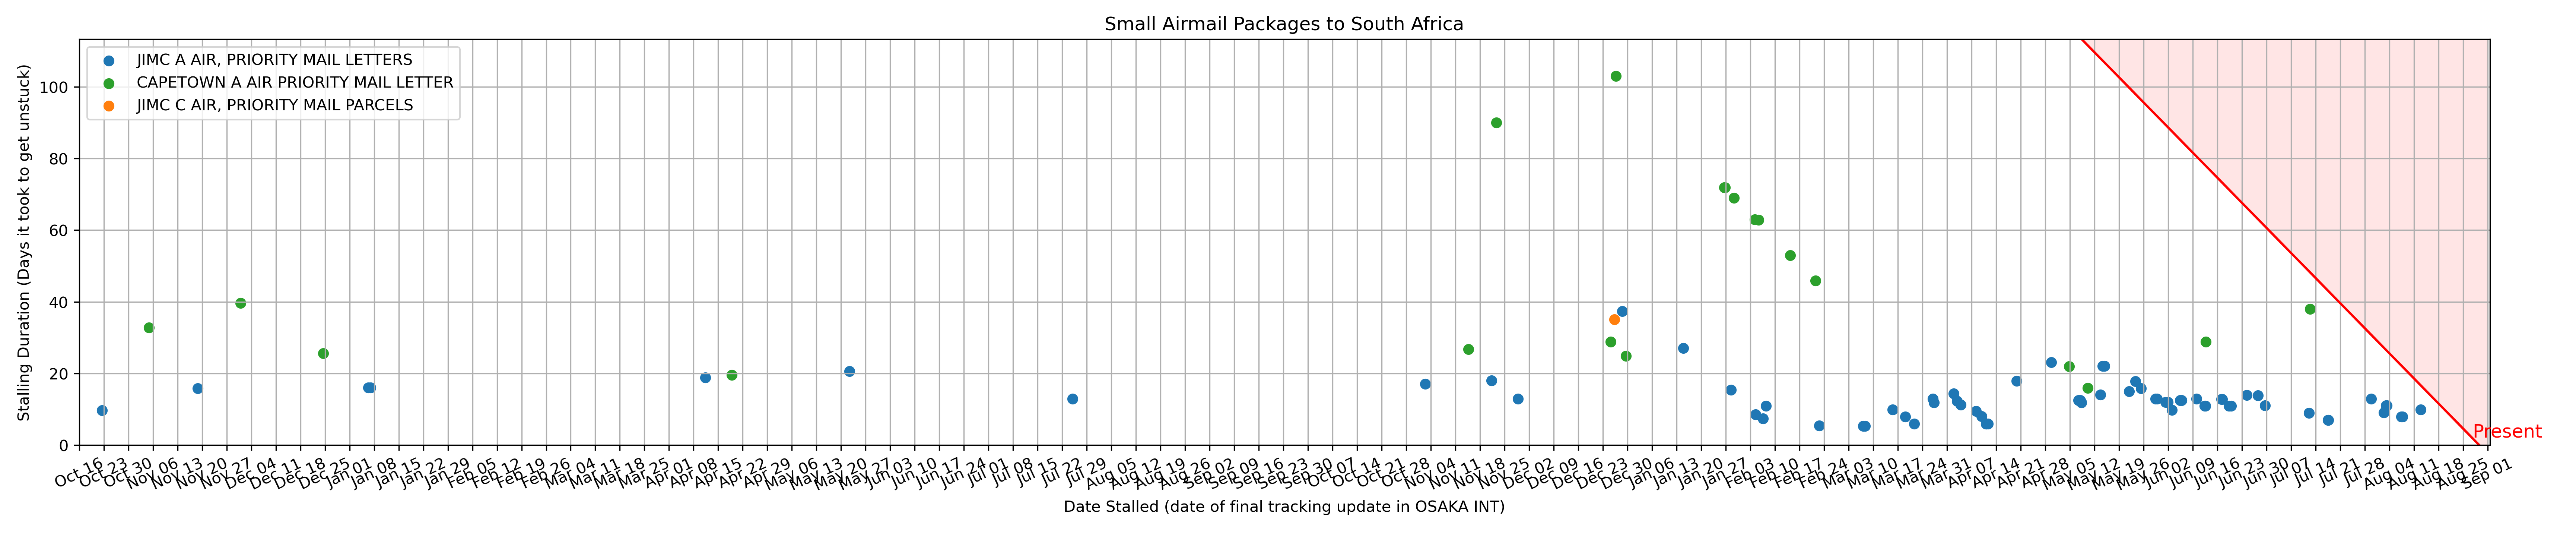 Small Airmail Packages to South Africa
JIMC A AIR, PRIORITY MAIL LETTERS
CAPETOWN A AIR PRIORITY MAIL LETTER
JIMC C AIR, PRIORITY MAIL PARCELS
Stalling Duration (Days it took to get unstuck)
100
80
60
40
20
0
Present
Oct 16
Oct 23
Oct 30
Nov 06
Nov 13
Nov 20
Nov 27
Dec 04
Dec 11
Dec 18
Dec 25
Jan 01
Jan 08
Jan 15
Jan 22
Jan 29
Feb 05
Feb 12
Feb 19
Feb 26
Mar 04
Mar 11
Mar 18
Mar 25
Apr 01
Apr 08
Apr 15
Apr 22
Apr 29
May 06
May 13
May 20
May 27
Jun 03
Jun 10
Jun 17
Jun 24
Jul 01
Jul 08
Jul 15
Jul 22
Jul 29
Aug 05
Aug 12
Aug 19
Aug 26
Sep 02
Sep 09
Sep 16
Sep 23
Sep 30
Oct 07
Oct 14
Oct 21
Oct 28
Nov 04
Nov 11
Nov 18
Nov 25
Dec 02
Dec 09
Dec 16
Dec 23
Dec 30
Jan 06
Jan 13
Jan 20
Jan 27
Feb 03
Feb 10
Feb 17
Feb 24
Mar 03
Mar 10
Mar 17
Mar 24
Mar 31
Apr 07
Apr 14
Apr 21
Apr 28
May 05
May 12
May 19
May 26
Jun 02
Jun 09
Jun 16
Jun 23
Jun 30
Jul 07
Jul 14
Jul 21
Jul 28
Aug 04
Aug 11
Aug 18
Aug 25
Sep 01
Date Stalled (date of final tracking update in OSAKA INT)